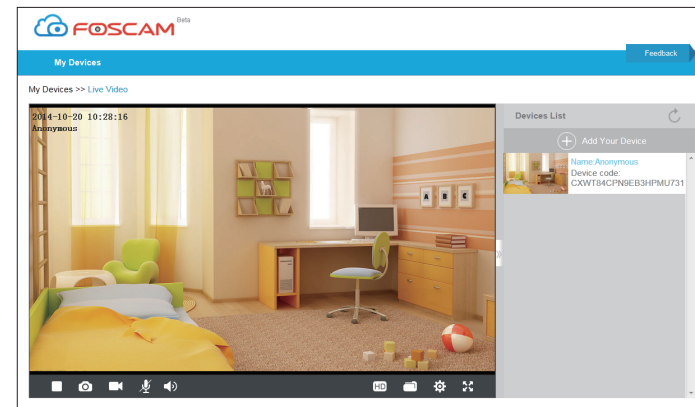 FOSCAM Beta
Feedback
My Devices
My Devices >> Live Video
2014-10-20 10:28:16
Anonymous
A B C
Devices List
Add Your Device
Name:Anonymous
Device code:
CXWT84CPN9EB3HPMU731
HD